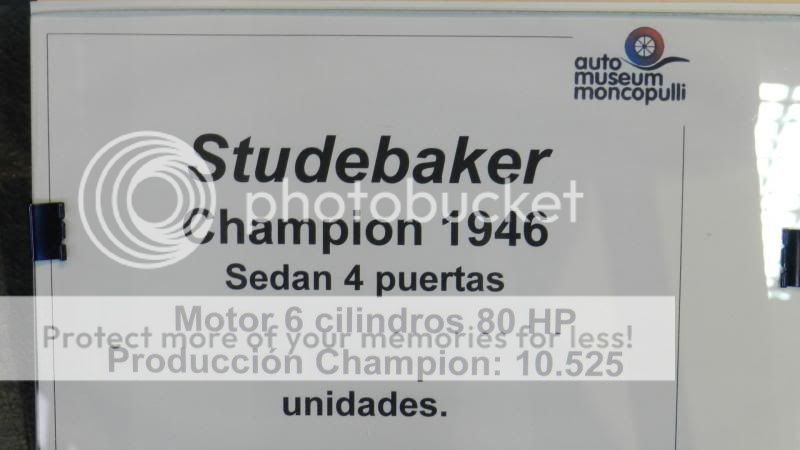 auto
museum
moncopulli
Studebaker
photobucket
Champion 1946
Sedan 4 puertas
Motor 6 cilindros 80 HP
Protect more of your memories for less!
Producción Champion: 10.525
unidades.